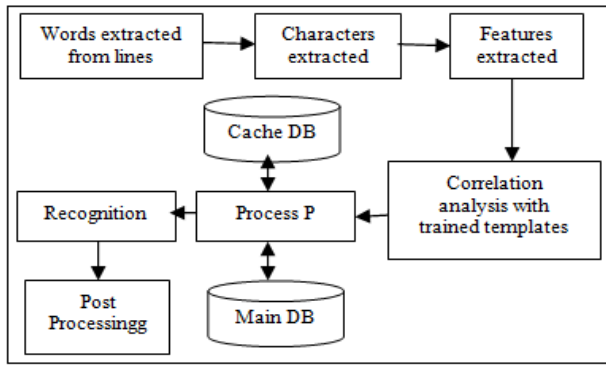 Words extracted
from lines
Characters
extracted
Features
extracted
Cache DB
Correlation
analysis with
trained templates
Process P
Recognition
Main DB
Post
Processingg